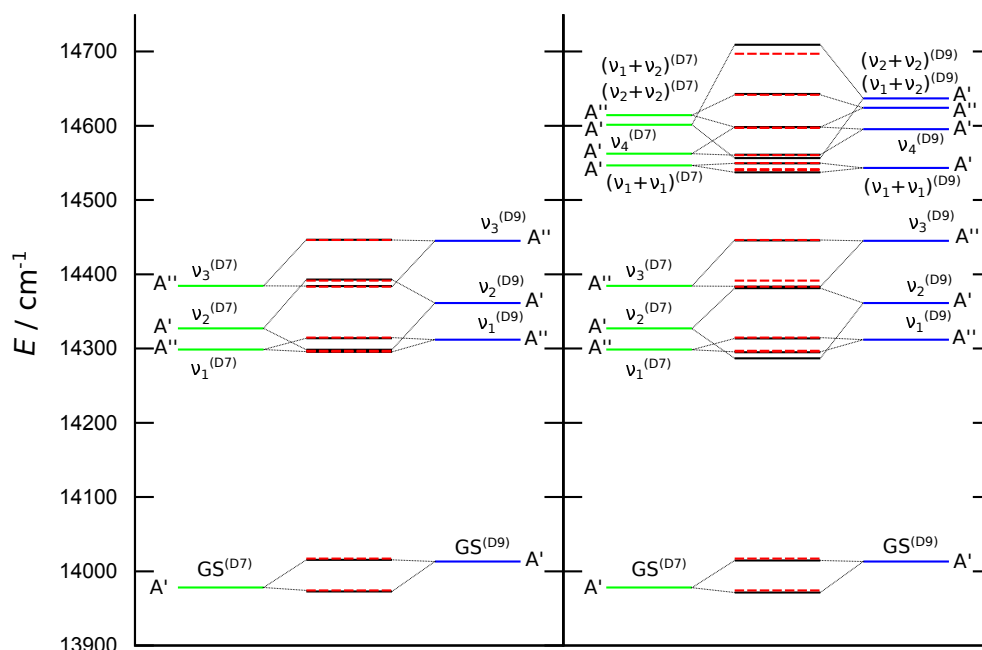 E / cm⁻¹
14700
14600
14500
14400
14300
14200
14100
14000
13900
ν₃⁽ᴰ⁹⁾
A''
ν₃⁽ᴰ⁷⁾
A''
ν₂⁽ᴰ⁹⁾
A'
ν₂⁽ᴰ⁷⁾
A'
ν₁⁽ᴰ⁹⁾
A''
A''
ν₁⁽ᴰ⁷⁾
GS⁽ᴰ⁹⁾
A'
GS⁽ᴰ⁷⁾
A'
(ν₁+ν₂)⁽ᴰ⁷⁾
(ν₂+ν₂)⁽ᴰ⁷⁾
A''
A'
ν₄⁽ᴰ⁷⁾
A'
A'
(ν₁+ν₁)⁽ᴰ⁷⁾
(ν₂+ν₂)⁽ᴰ⁹⁾
(ν₁+ν₂)⁽ᴰ⁹⁾
A'
A''
A'
ν₄⁽ᴰ⁹⁾
A'
(ν₁+ν₁)⁽ᴰ⁹⁾
ν₃⁽ᴰ⁹⁾
A''
ν₃⁽ᴰ⁷⁾
A''
ν₂⁽ᴰ⁹⁾
A'
ν₂⁽ᴰ⁷⁾
A'
ν₁⁽ᴰ⁹⁾
A''
A''
ν₁⁽ᴰ⁷⁾
GS⁽ᴰ⁹⁾
A'
GS⁽ᴰ⁷⁾
A'